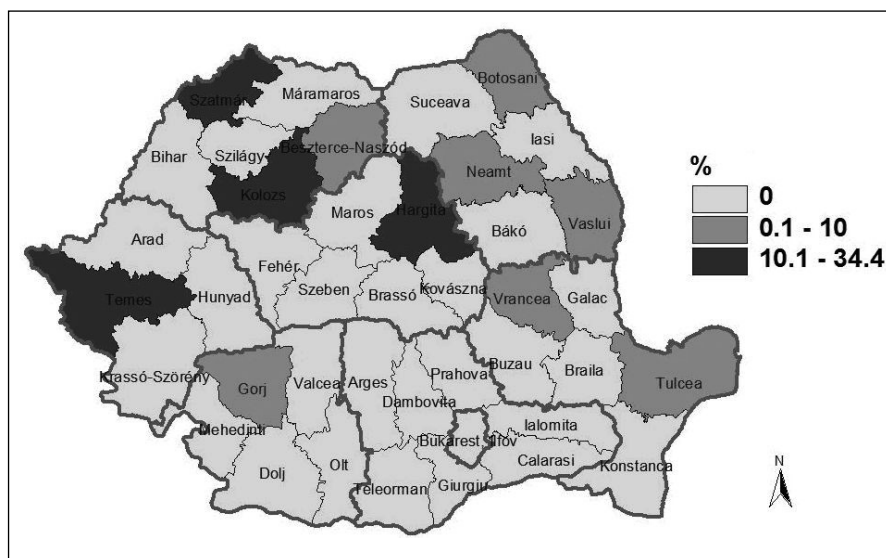 Botosani
Szatmár
Máramaros
Suceava
Iasi
Bihar
Szilágy
Beszterce-Naszód
Neamt
Kolozs
Maros
Hargita
Bákó
Vaslui
Arad
Fehér
Temes
Hunyad
Szeben
Brassó
Kovászna
Vrancea
Galac
Krassó-Szörény
Gorj
Valcea
Arges
Prahova
Buzau
Braila
Tulcea
Dambovita
Mehedinti
Bukarest
Ilfov
Ialomita
Dolj
Olt
Teleorman
Giurgiu
Calarasi
Konstanca
%
0
0.1 - 10
10.1 - 34.4
N